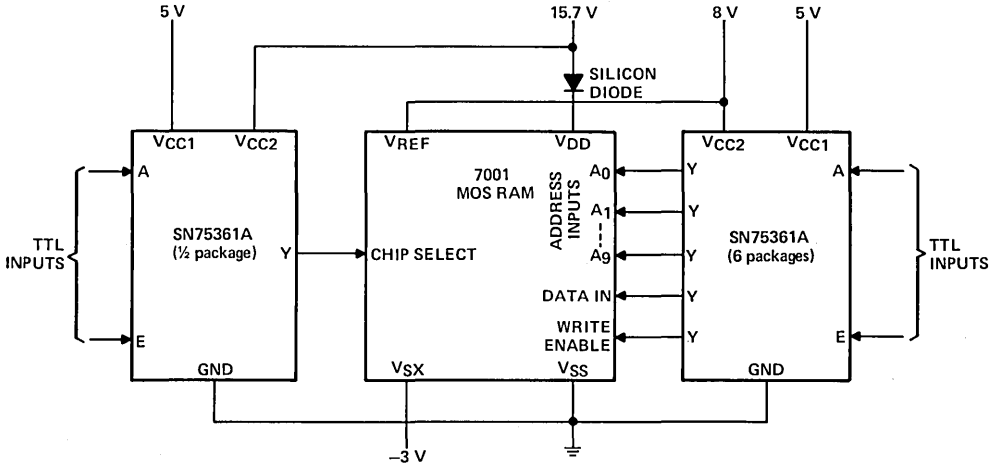 5 V
15.7 V
8 V
5 V
SILICON
DIODE
VCC1
VCC2
VREF
VDD
VCC2
VCC1
A
7001
MOS RAM
ADDRESS
INPUTS
A0
A1
A9
Y
Y
Y
Y
Y
A
TTL
INPUTS
SN75361A
(½ package)
Y
CHIP SELECT
SN75361A
(6 packages)
TTL
INPUTS
DATA IN
WRITE
ENABLE
E
E
GND
VSX
VSS
GND
–3 V